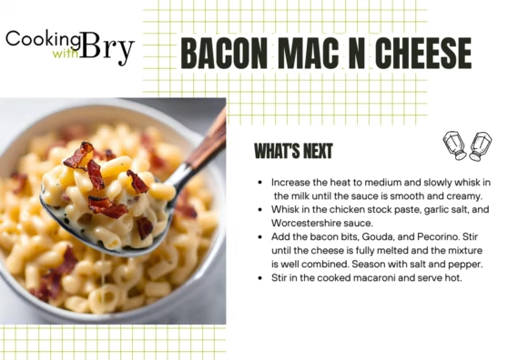 Cooking
with Bry
BACON MAC N CHEESE
WHAT'S NEXT
• Increase the heat to medium and slowly whisk in
the milk until the sauce is smooth and creamy.
• Whisk in the chicken stock paste, garlic salt, and
Worcestershire sauce.
• Add the bacon bits, Gouda, and Pecorino. Stir
until the cheese is fully melted and the mixture
is well combined. Season with salt and pepper.
• Stir in the cooked macaroni and serve hot.